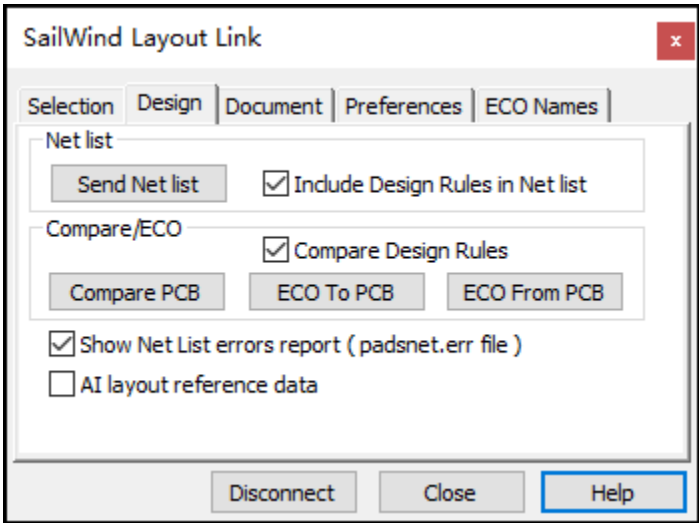 SailWind Layout Link
x
Selection Design Document Preferences ECO Names
Net list
Send Net list Include Design Rules in Net list
Compare/ECO
Compare Design Rules
Compare PCB ECO To PCB ECO From PCB
Show Net List errors report ( padsnet.err file )
AI layout reference data
Disconnect Close Help